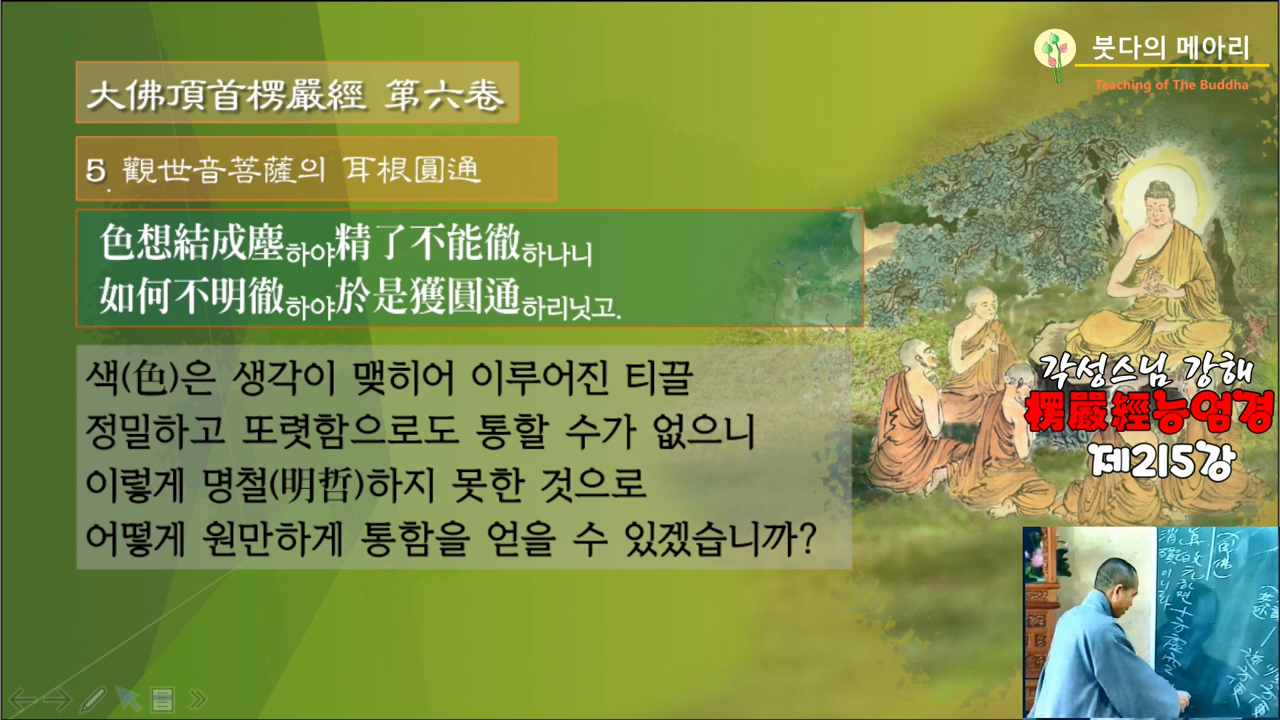 大佛頂首楞嚴經 第六卷
5. 觀世音菩薩의 耳根圓通
色想結成塵하야精了不能徹하나니
如何不明徹하야於是獲圓通하리닛고.
색(色)은 생각이 맺히어 이루어진 티끌
정밀하고 또렷함으로도 통할 수가 없으니
이렇게 명철(明哲)하지 못한 것으로
어떻게 원만하게 통함을 얻을 수 있겠습니까?
붓다의 메아리
Teaching of The Buddha
각성스님 강해
楞嚴經능엄경
제215강